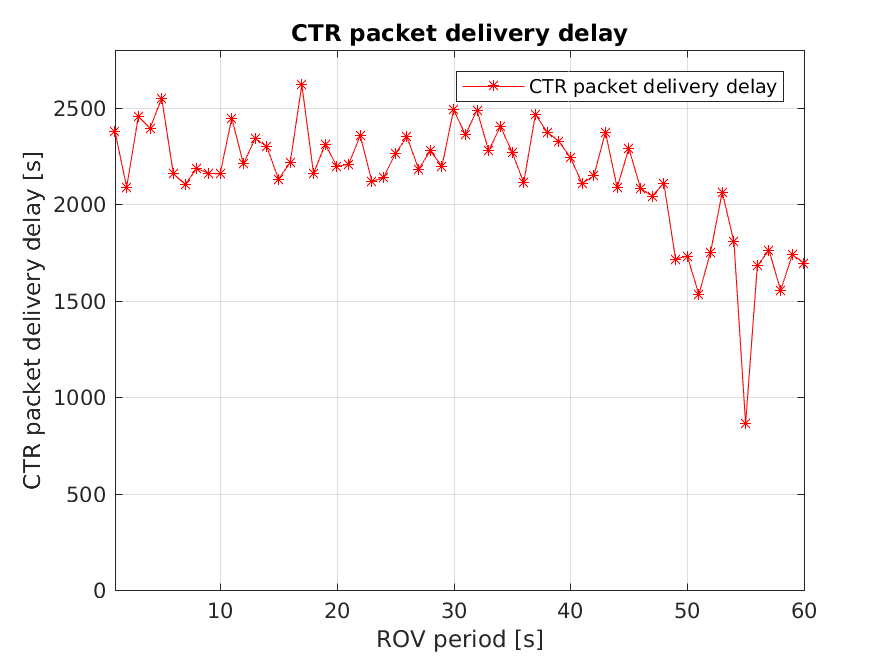 CTR packet delivery delay
CTR packet delivery delay
2500
2000
1500
1000
500
0
CTR packet delivery delay [s]
10 20 30 40 50 60
ROV period [s]